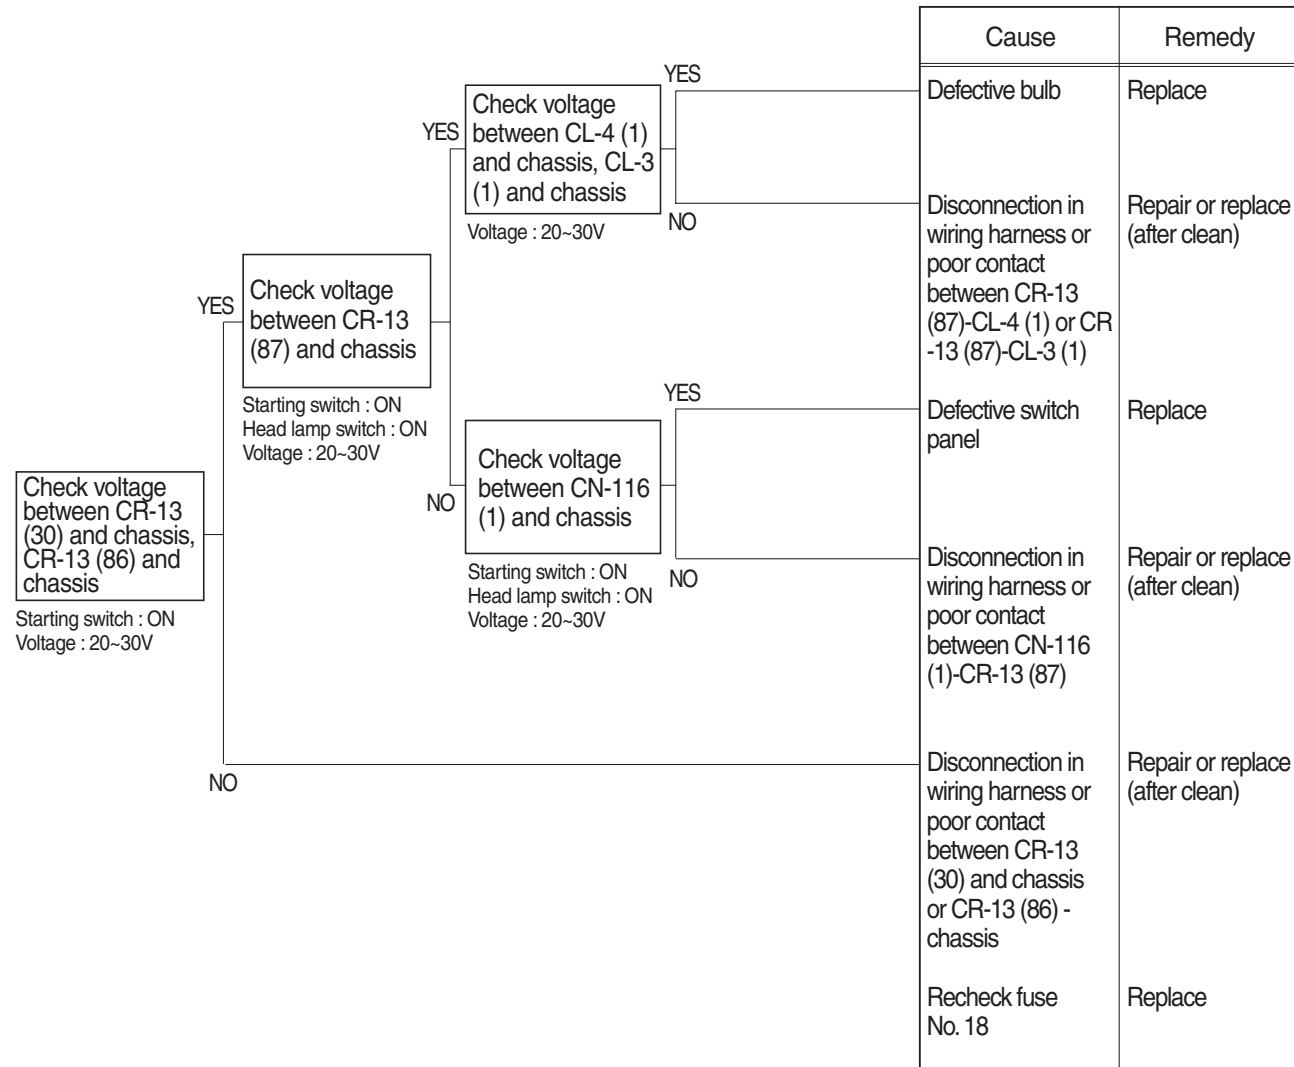 Cause
Remedy
YES
Check voltage
between CL-4 (1)
and chassis, CL-3
(1) and chassis
YES
Voltage : 20~30V
NO
Defective bulb
Replace
Disconnection in
wiring harness or
poor contact
between CR-13
(87)-CL-4 (1) or CR
-13 (87)-CL-3 (1)
Repair or replace
(after clean)
YES
Check voltage
between CR-13
(87) and chassis
Starting switch : ON
Head lamp switch : ON
Voltage : 20~30V
YES
Defective switch
panel
Replace
NO
Check voltage
between CN-116
(1) and chassis
Starting switch : ON
Head lamp switch : ON
Voltage : 20~30V
NO
Disconnection in
wiring harness or
poor contact
between CN-116
(1)-CR-13 (87)
Repair or replace
(after clean)
Check voltage
between CR-13
(30) and chassis,
CR-13 (86) and
chassis
Starting switch : ON
Voltage : 20~30V
NO
Disconnection in
wiring harness or
poor contact
between CR-13
(30) and chassis
or CR-13 (86) -
chassis
Repair or replace
(after clean)
Recheck fuse
No. 18
Replace